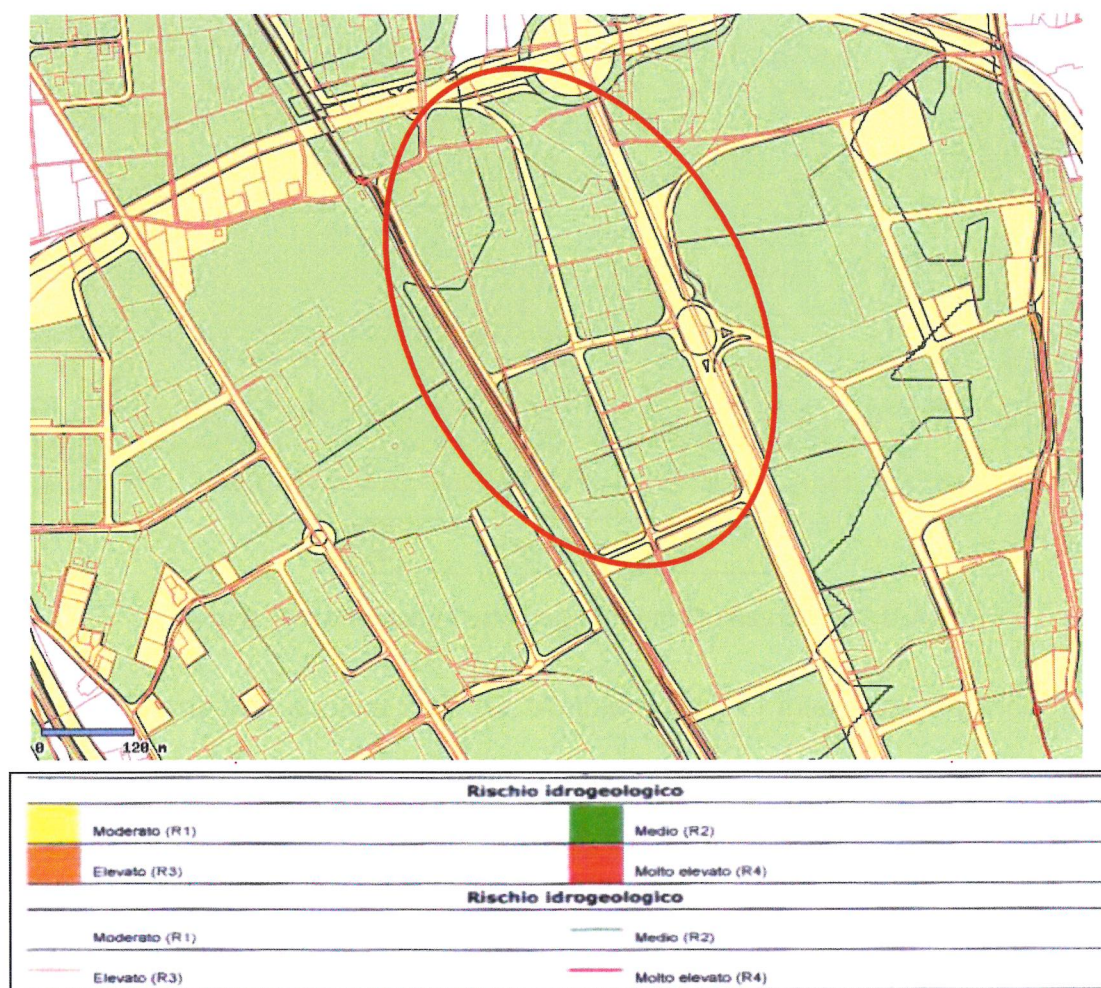 0 120 m
Rischio idrogeologico
Moderato (R1) Medio (R2)
Elevato (R3) Molto elevato (R4)
Rischio idrogeologico
Moderato (R1) Medio (R2)
Elevato (R3) Molto elevato (R4)